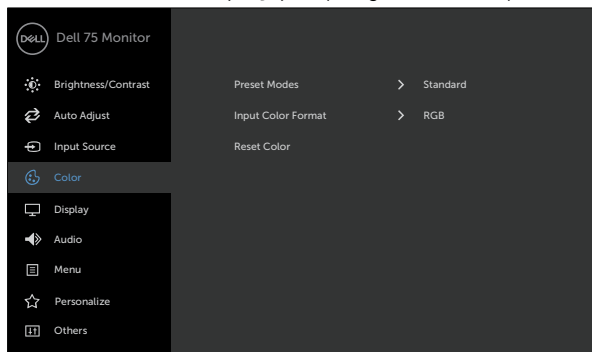 DELL Dell 75 Monitor
Brightness/Contrast
Preset Modes > Standard
Auto Adjust
Input Color Format > RGB
Input Source
Reset Color
Color
Display
Audio
Menu
Personalize
Others